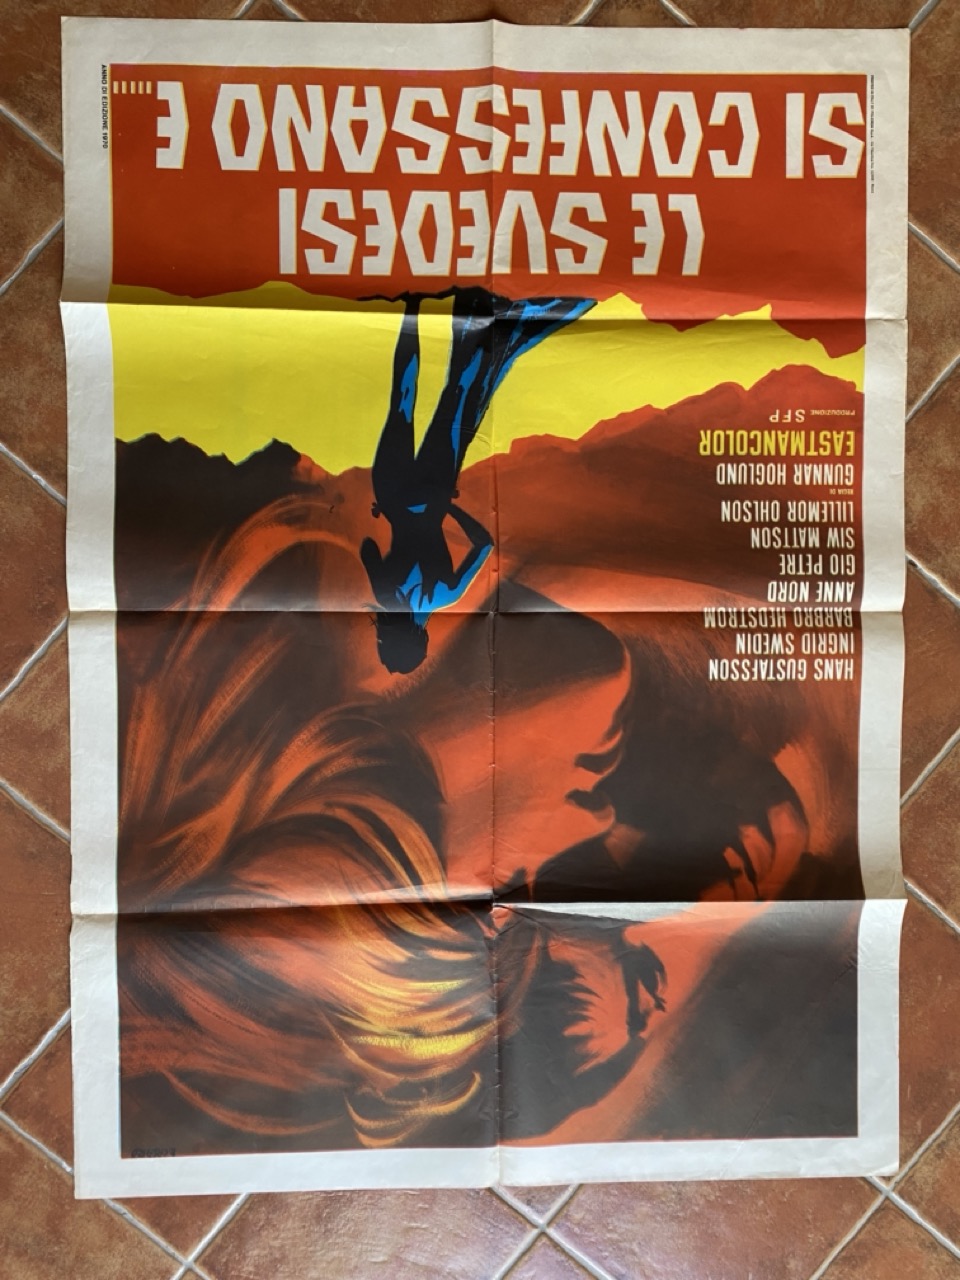 HANS GUSTAFSSON
INGRID SWEDIN
BARBRO HEDSTROM
ANNE NORD
GIO PETRE
SIW MATTSON
LILLEMOR OHLSON
REGIA DI
GUNNAR HOGLUND
EASTMANCOLOR
PRODUZIONE SFP
LE SVEDESI
SI CONFESSANO E.....
ANNO DI EDIZIONE 1970